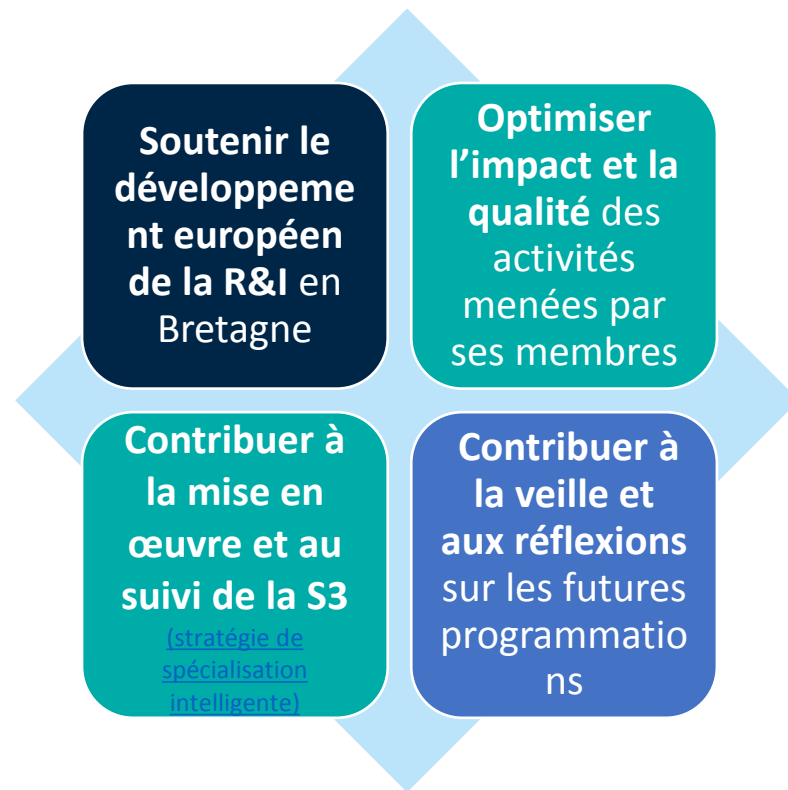 Soutenir le
développeme
nt européen
de la R&I en
Bretagne
Optimiser
l’impact et la
qualité des
activités
menées par
ses membres
Contribuer à
la mise en
œuvre et au
suivi de la S3
(stratégie de
spécialisation
intelligente)
Contribuer à
la veille et
aux réflexions
sur les futures
programmatio
ns